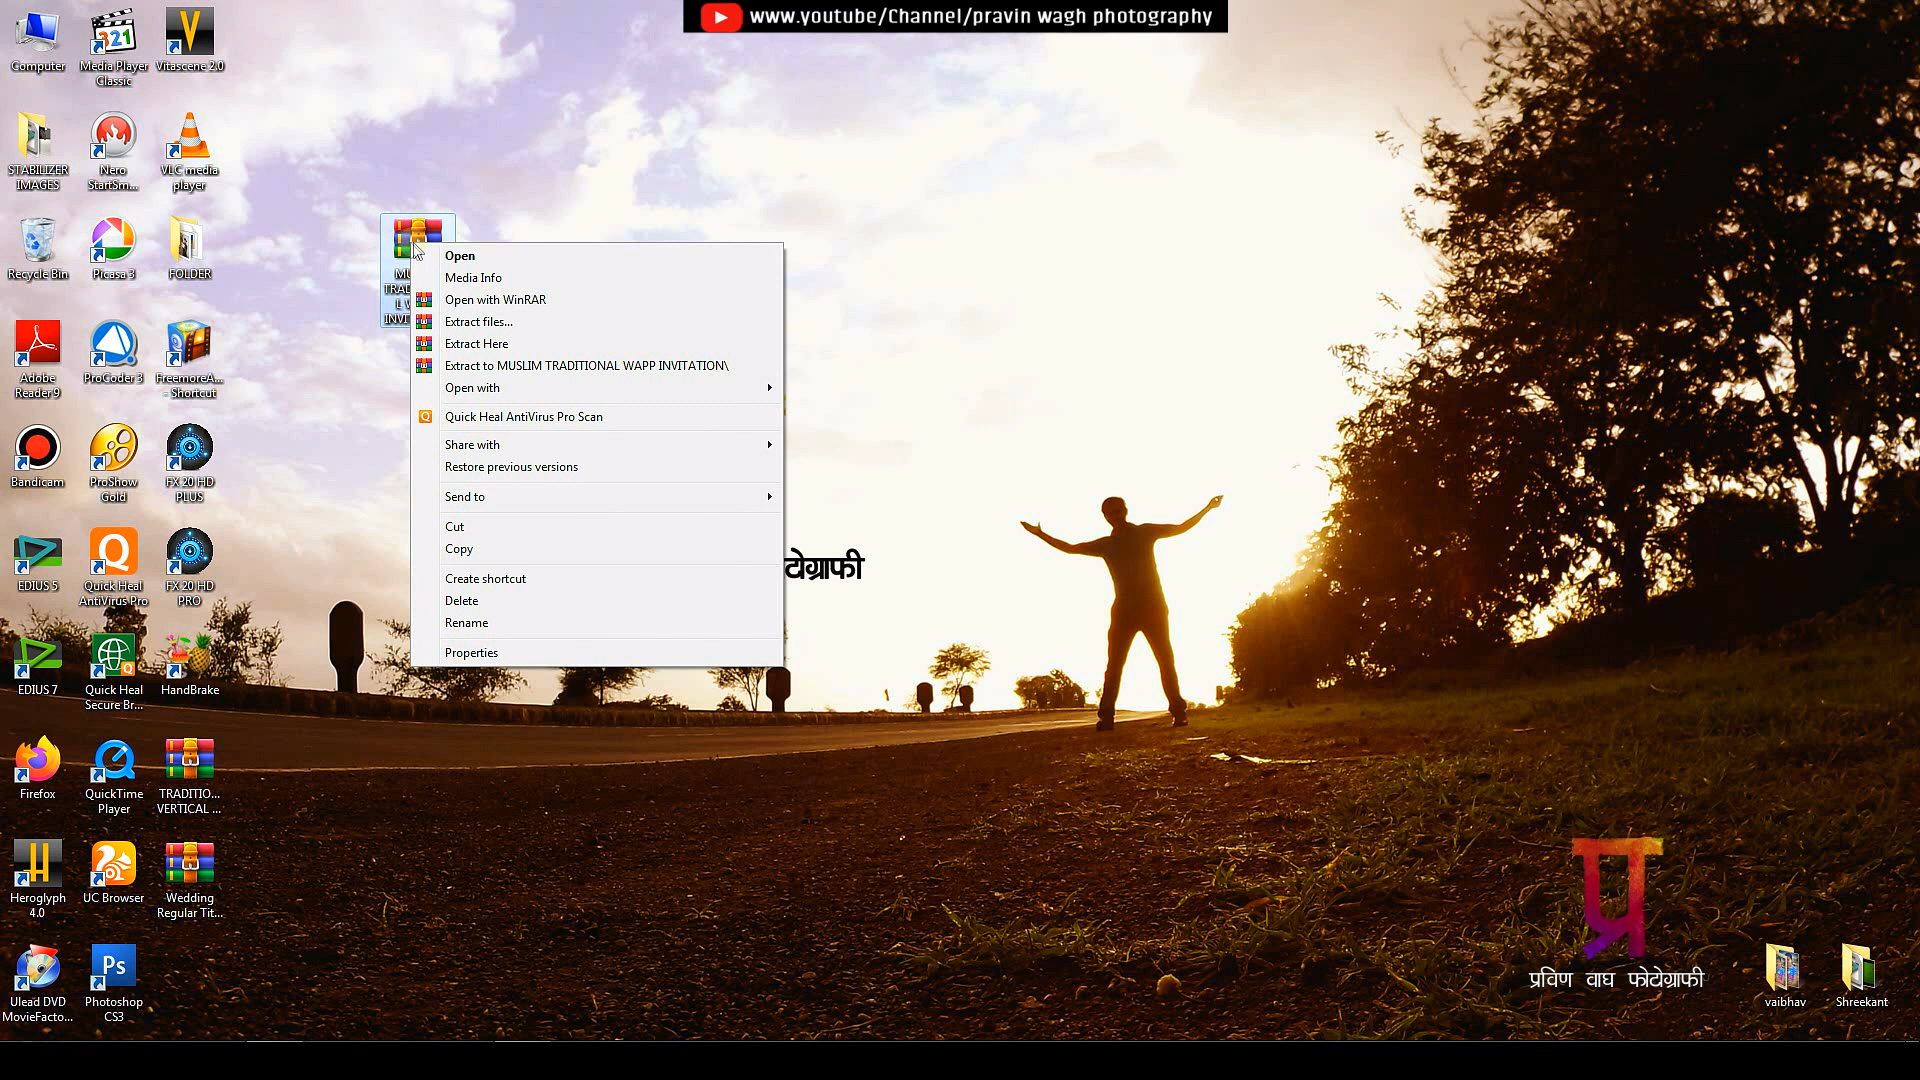 www.youtube/Channel/pravin wagh photography
Computer
Media Player
Classic
Vitascene 2.0
STABILIZER
IMAGES
Nero
StartSm...
VLC media
player
Recycle Bin
Picasa 3
FOLDER
Adobe
Reader 9
ProCoder 3
FreemoreA...
- Shortcut
Bandicam
ProShow
Gold
FX 20 HD
PLUS
EDIUS 5
Quick Heal
AntiVirus Pro
FX 20 HD
PRO
EDIUS 7
Quick Heal
Secure Br...
HandBrake
Firefox
QuickTime
Player
TRADITIO...
VERTICAL ...
Heroglyph
4.0
UC Browser
Wedding
Regular Tit...
Ulead DVD
MovieFacto...
Ps
Photoshop
CS3
Open
Media Info
Open with WinRAR
Extract files...
Extract Here
Extract to MUSLIM TRADITIONAL WAPP INVITATION\
Open with
Quick Heal AntiVirus Pro Scan
Share with
Restore previous versions
Send to
Cut
Copy
Create shortcut
Delete
Rename
Properties
टोग्राफी
प्र
प्रविण वाघ फोटोग्राफी
vaibhav
Shreekant